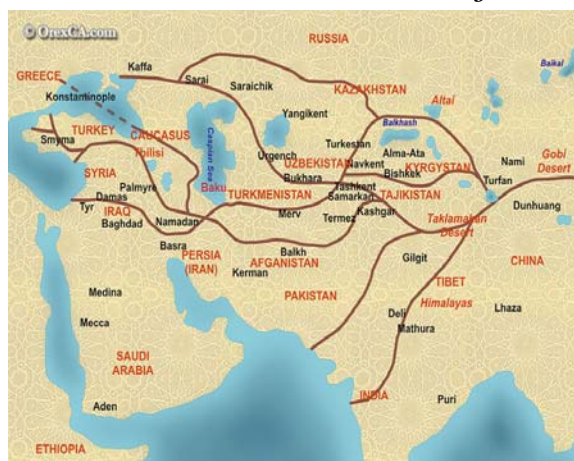 © OrexCA.com
RUSSIA
Kaffa
Sarai
Saraichik
GREECE
KAZAKHSTAN
Baikal
Konstantinople
Yangikent
Altai
TURKEY
CAUCASUS
Balkhash
Smyrna
Tbilisi
Caspian Sea
Turkestan
Urgench
UZBEKISTAN
Navkent
Alma-Ata
Bishkek
KYRGYSTAN
Nami
Gobi
Desert
SYRIA
Palmyre
Baku
Bukhara
Turfan
Damas
TURKMENISTAN
Tashkent
Samarkan
TAJIKISTAN
Tyr
IRAQ
Baghdad
Namadan
Merv
Termez
Kashgar
Taklamakan
Desert
Dunhuang
Basra
PERSIA
(IRAN)
Balkh
AFGANISTAN
Gilgit
CHINA
Kerman
PAKISTAN
TIBET
Himalayas
Medina
Deli
Lhaza
Mecca
Mathura
SAUDI
ARABIA
Aden
INDIA
Puri
ETHIOPIA